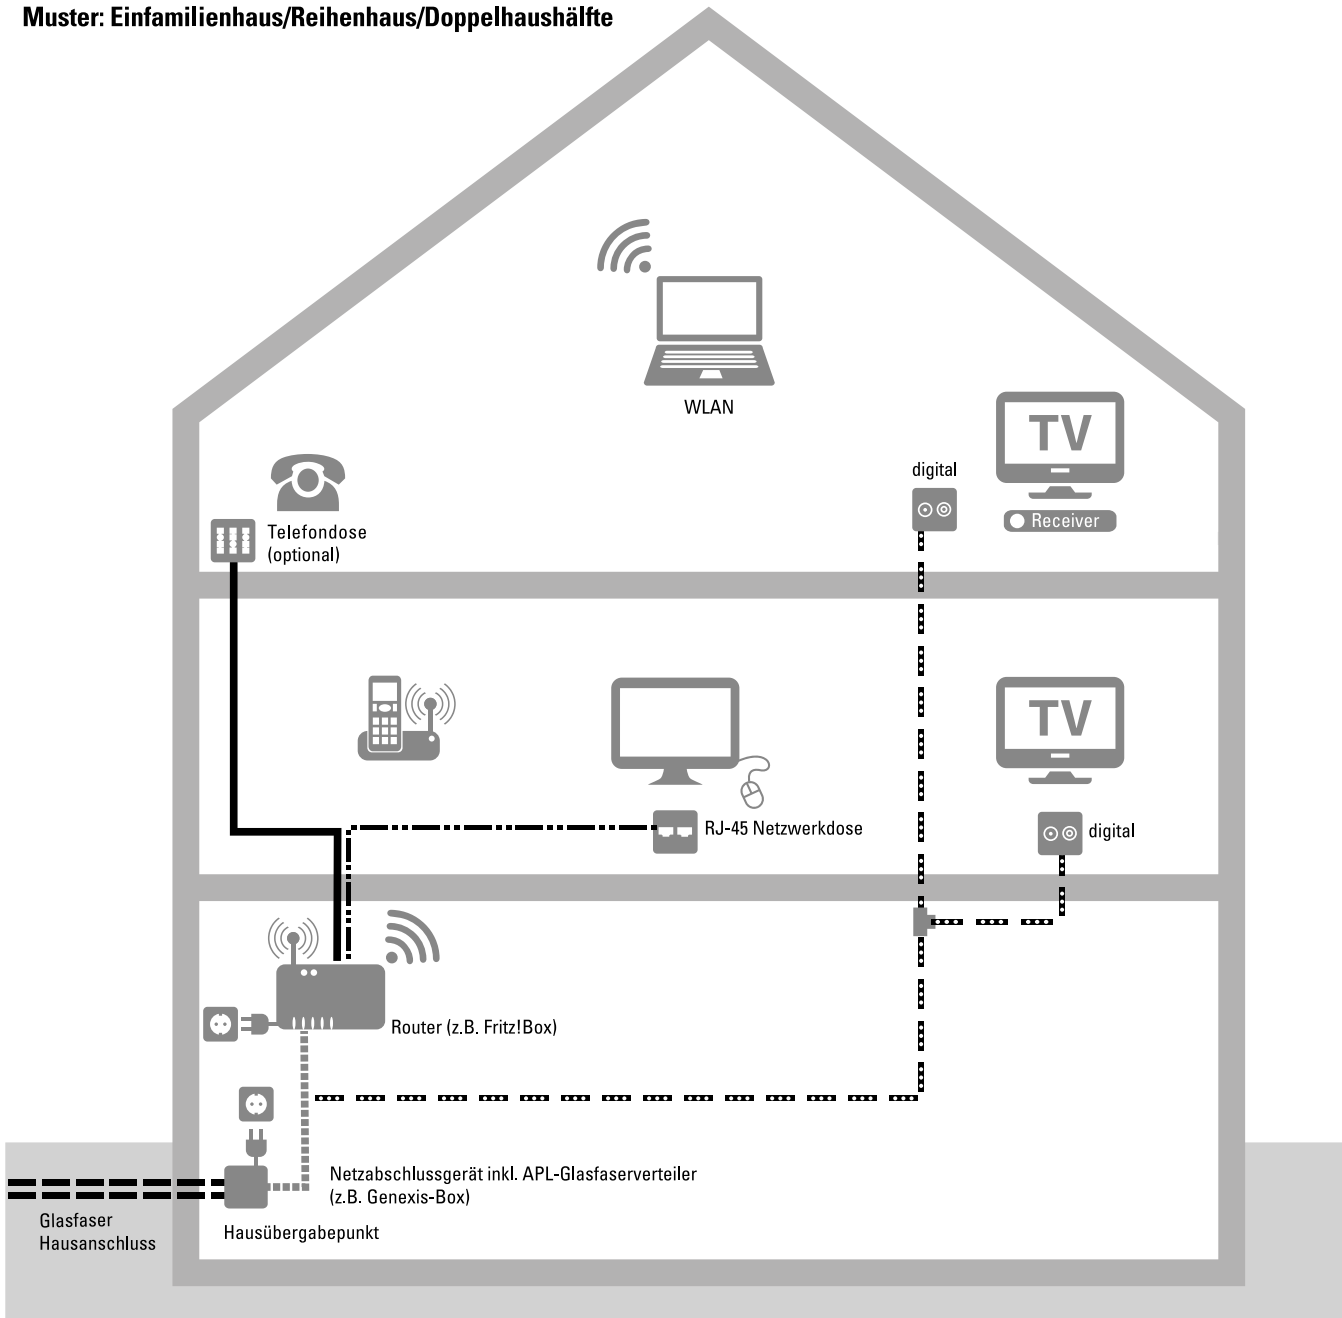 Muster: Einfamilienhaus/Reihenhaus/Doppelhaushälfte
WLAN
TV
digital
Receiver
Telefondose
(optional)
TV
RJ-45 Netzwerkdose
digital
Router (z.B. Fritz!Box)
Netzabschlussgerät inkl. APL-Glasfaserverteiler
(z.B. Genexis-Box)
Glasfaser
Hausanschluss
Hausübergabepunkt